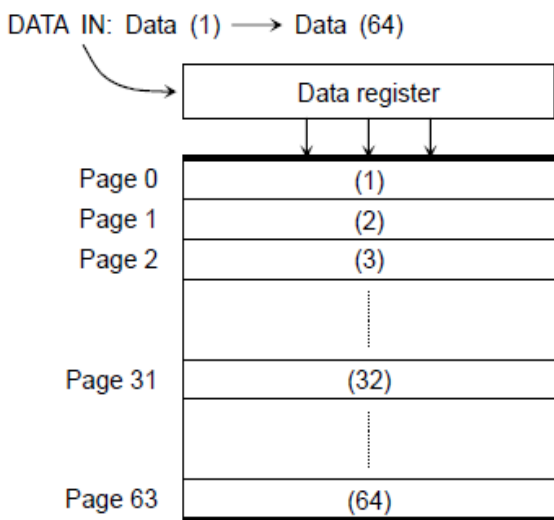 DATA IN: Data (1) ⟶ Data (64)
Data register
Page 0 (1)
Page 1 (2)
Page 2 (3)
Page 31 (32)
Page 63 (64)